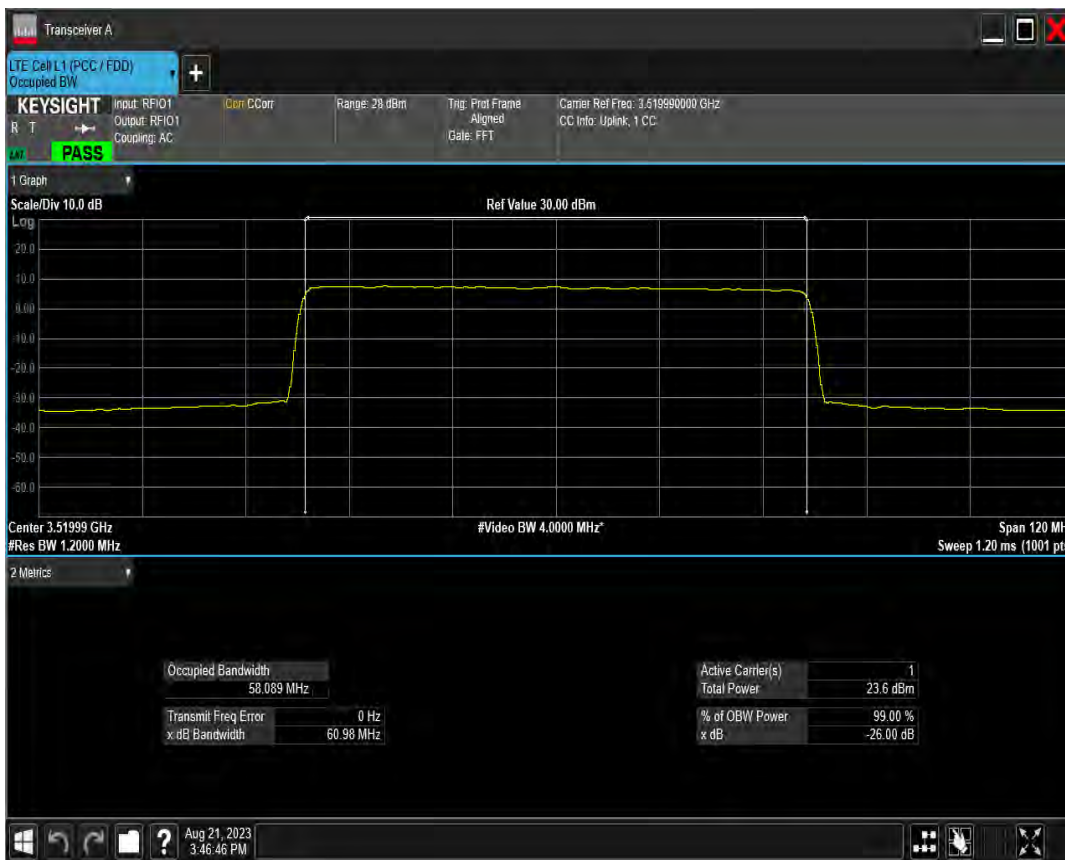 Transceiver A
LTE Cell L1 (PCC / FDD)
Occupied BW
+
KEYSIGHT
R T
LXI
PASS
Input: RFIO1
Output: RFIO1
Coupling: AC
Corr CCorr
Range: 28 dBm
Trig: Prot Frame
Aligned
Gate: FFT
Carrier Ref Freq: 3.519990000 GHz
CC Info: Uplink, 1 CC
1 Graph
Scale/Div 10.0 dB
Ref Value 30.00 dBm
Log
20.0
10.0
0.00
-10.0
-20.0
-30.0
-40.0
-50.0
-60.0
Center 3.51999 GHz
#Video BW 4.0000 MHz*
Span 120 MH
#Res BW 1.2000 MHz
Sweep 1.20 ms (1001 pts
2 Metrics
Occupied Bandwidth
58.089 MHz
Transmit Freq Error 0 Hz
x dB Bandwidth 60.98 MHz
Active Carrier(s) 1
Total Power 23.6 dBm
% of OBW Power 99.00 %
x dB -26.00 dB
?
Aug 21, 2023
3:46:46 PM